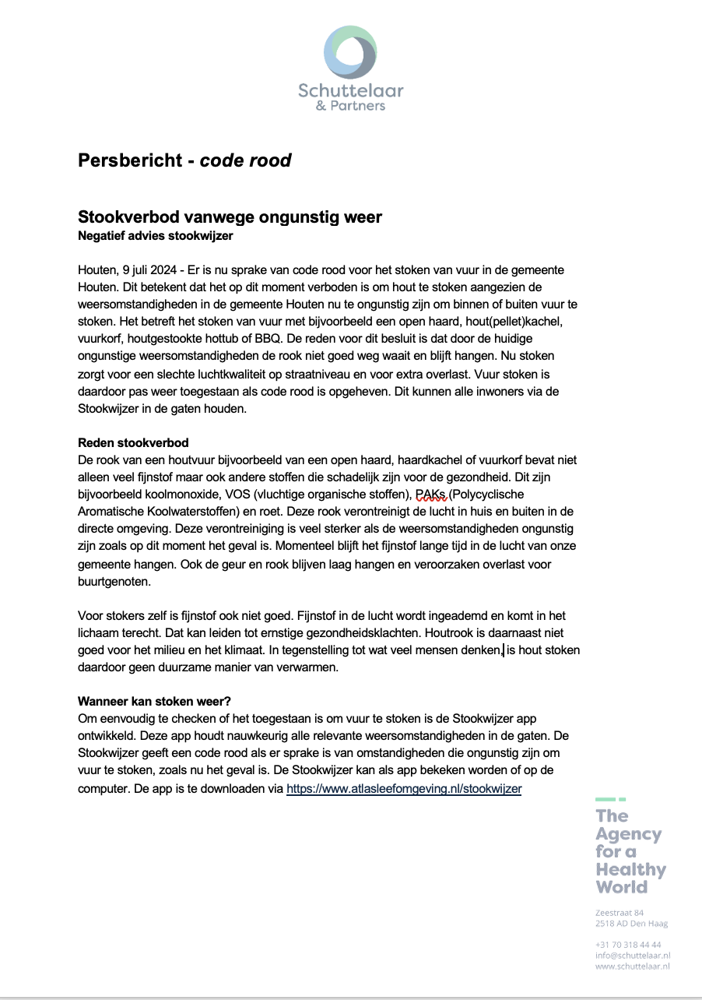 Schuttelaar
& Partners
Persbericht - code rood
Stookverbod vanwege ongunstig weer
Negatief advies stookwijzer
Houten, 9 juli 2024 - Er is nu sprake van code rood voor het stoken van vuur in de gemeente
Houten. Dit betekent dat het op dit moment verboden is om hout te stoken aangezien de
weersomstandigheden in de gemeente Houten nu te ongunstig zijn om binnen of buiten vuur te
stoken. Het betreft het stoken van vuur met bijvoorbeeld een open haard, hout(pellet)kachel,
vuurkorf, houtgestookte hottub of BBQ. De reden voor dit besluit is dat door de huidige
ongunstige weersomstandigheden de rook niet goed weg waait en blijft hangen. Nu stoken
zorgt voor een slechte luchtkwaliteit op straatniveau en voor extra overlast. Vuur stoken is
daardoor pas weer toegestaan als code rood is opgeheven. Dit kunnen alle inwoners via de
Stookwijzer in de gaten houden.
Reden stookverbod
De rook van een houtvuur bijvoorbeeld van een open haard, haardkachel of vuurkorf bevat niet
alleen veel fijnstof maar ook andere stoffen die schadelijk zijn voor de gezondheid. Dit zijn
bijvoorbeeld koolmonoxide, VOS (vluchtige organische stoffen), PAKs (Polycyclische
Aromatische Koolwaterstoffen) en roet. Deze rook verontreinigt de lucht in huis en buiten in de
directe omgeving. Deze verontreiniging is veel sterker als de weersomstandigheden ongunstig
zijn zoals op dit moment het geval is. Momenteel blijft het fijnstof lange tijd in de lucht van onze
gemeente hangen. Ook de geur en rook blijven laag hangen en veroorzaken overlast voor
buurtgenoten.
Voor stokers zelf is fijnstof ook niet goed. Fijnstof in de lucht wordt ingeademd en komt in het
lichaam terecht. Dat kan leiden tot ernstige gezondheidsklachten. Houtrook is daarnaast niet
goed voor het milieu en het klimaat. In tegenstelling tot wat veel mensen denken, is hout stoken
daardoor geen duurzame manier van verwarmen.
Wanneer kan stoken weer?
Om eenvoudig te checken of het toegestaan is om vuur te stoken is de Stookwijzer app
ontwikkeld. Deze app houdt nauwkeurig alle relevante weersomstandigheden in de gaten. De
Stookwijzer geeft een code rood als er sprake is van omstandigheden die ongunstig zijn om
vuur te stoken, zoals nu het geval is. De Stookwijzer kan als app bekeken worden of op de
computer. De app is te downloaden via https://www.atlasleefomgeving.nl/stookwijzer
The
Agency
for a
Healthy
World
Zeestraat 84
2518 AD Den Haag
+31 70 318 44 44
info@schuttelaar.nl
www.schuttelaar.nl